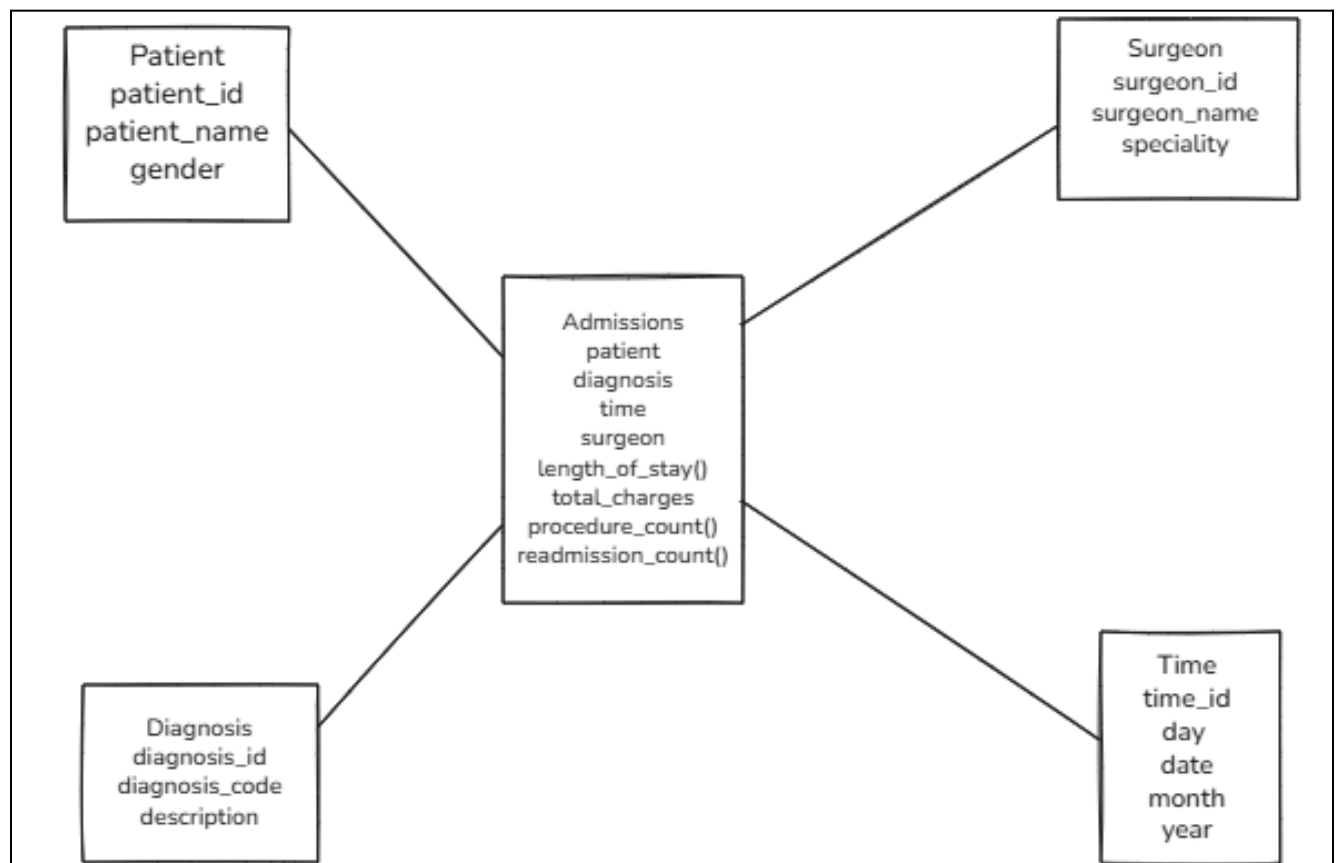 Patient
patient_id
patient_name
gender
Surgeon
surgeon_id
surgeon_name
speciality
Admissions
patient
diagnosis
time
surgeon
length_of_stay()
total_charges
procedure_count()
readmission_count()
Diagnosis
diagnosis_id
diagnosis_code
description
Time
time_id
day
date
month
year